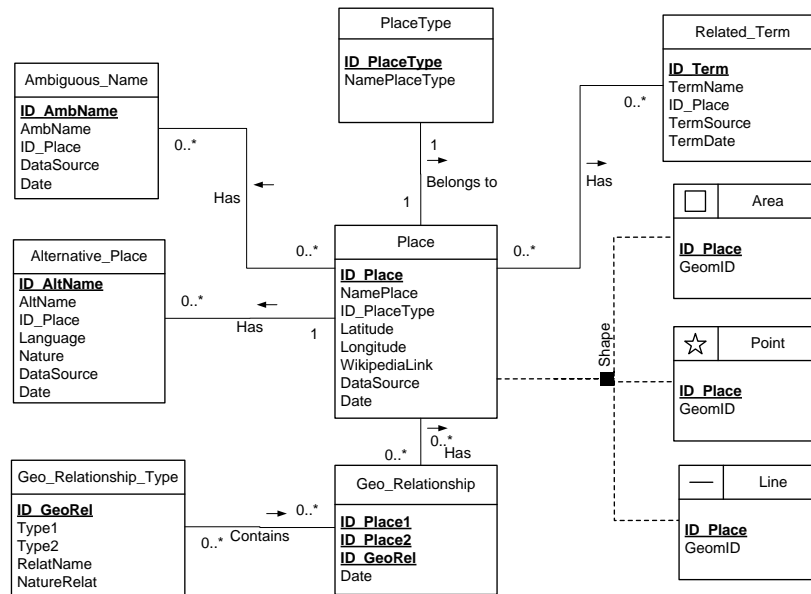 PlaceType
ID_PlaceType
NamePlaceType
Related_Term
ID_Term
TermName
ID_Place
TermSource
TermDate
Ambiguous_Name
ID_AmbName
AmbName
ID_Place
DataSource
Date
0..*
Has
0..*
1
Belongs to
1
0..*
Has
0..*
Area
ID_Place
GeomID
Alternative_Place
ID_AltName
AltName
ID_Place
Language
Nature
DataSource
Date
0..*
Has
1
Place
ID_Place
NamePlace
ID_PlaceType
Latitude
Longitude
WikipediaLink
DataSource
Date
Shape
Point
ID_Place
GeomID
0..*
Has
0..*
Geo_Relationship_Type
ID_GeoRel
Type1
Type2
RelatName
NatureRelat
0..*
Contains
0..*
Geo_Relationship
ID_Place1
ID_Place2
ID_GeoRel
Date
Line
ID_Place
GeomID